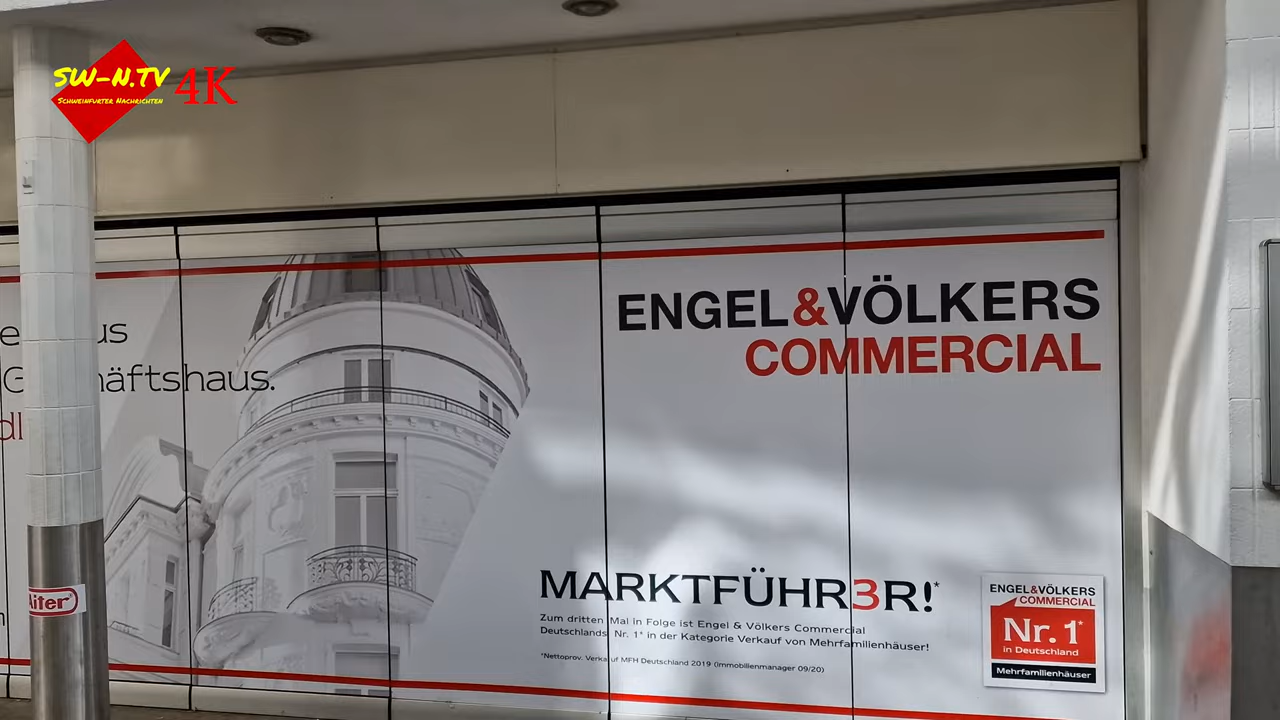 SW-N.TV
Schweinfurter Nachrichten
4K
ENGEL&VÖLKERS
COMMERCIAL
MARKTFÜHR3R!*
Zum dritten Mal in Folge ist Engel & Völkers Commercial
Deutschlands Nr. 1* in der Kategorie Verkauf von Mehrfamilienhäuser!
*Nettoprov. Verkauf MFH Deutschland 2019 (Immobilienmanager 09/20)
ENGEL&VÖLKERS
COMMERCIAL
Nr. 1*
in Deutschland
Mehrfamilienhäuser